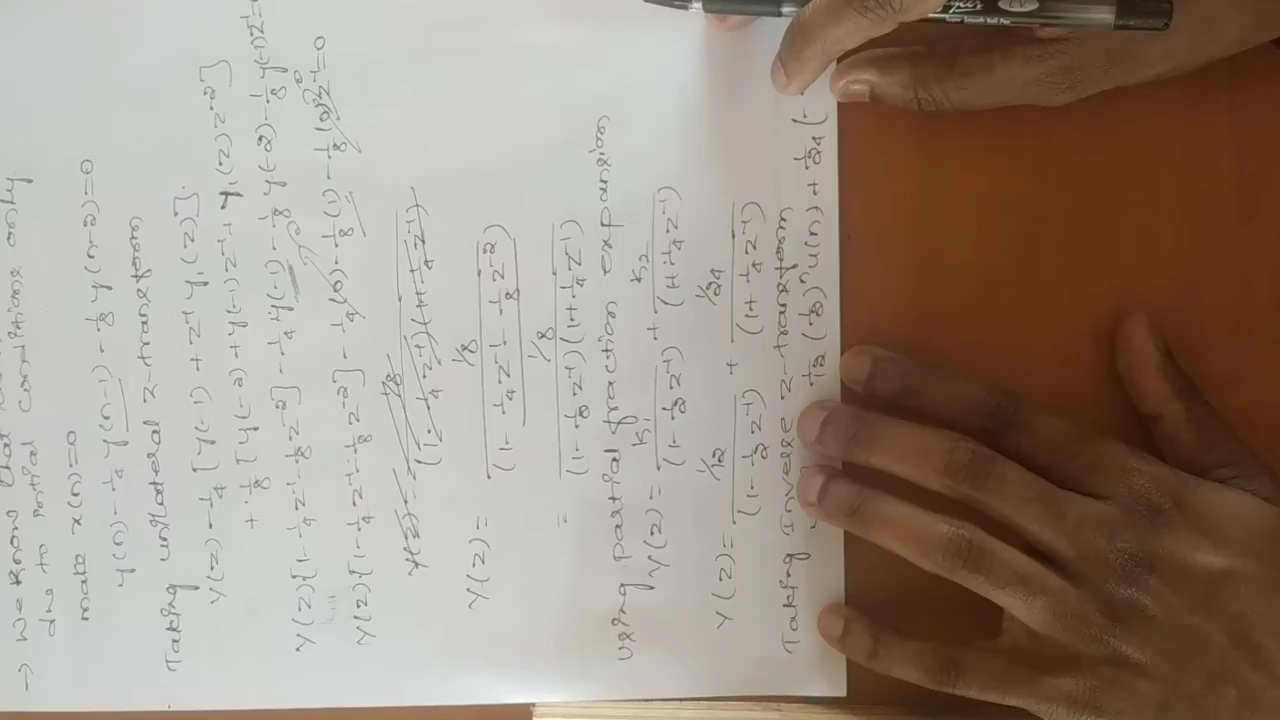 → We know that
due to initial conditions only
make x(n)=0
y(n) - 1/4 y(n-1) - 1/8 y(n-2) = 0
Taking unilateral z-transform
Y(z) - 1/4 [y(-1) + z⁻¹ Y₁(z)]
+ 1/8 [y(-2) + y(-1)z⁻¹ + Y₁(z) z⁻²]
Y(z) [1 - 1/4 z⁻¹ - 1/8 z⁻²] - 1/4 y(-1) - 1/8 y(-2) - 1/8 y(-1)z⁻¹ =
Y(z) [1 - 1/4 z⁻¹ - 1/8 z⁻²] - 1/4 (0) - 1/8 (1) - 1/8 (0) z⁻¹ = 0
Y(z) = 1/8 / (1 - 1/4 z⁻¹ - 1/8 z⁻²)
= 1/8 / (1 - 1/2 z⁻¹)(1 + 1/4 z⁻¹)
using partial fraction expansion
Y(z) = K₁ / (1 - 1/2 z⁻¹) + K₂ / (1 + 1/4 z⁻¹)
Y(z) = 1/12 / (1 - 1/2 z⁻¹) + 1/24 / (1 + 1/4 z⁻¹)
Taking Inverse z-transform
1/12 (1/2)ⁿ u(n) + 1/24 (-